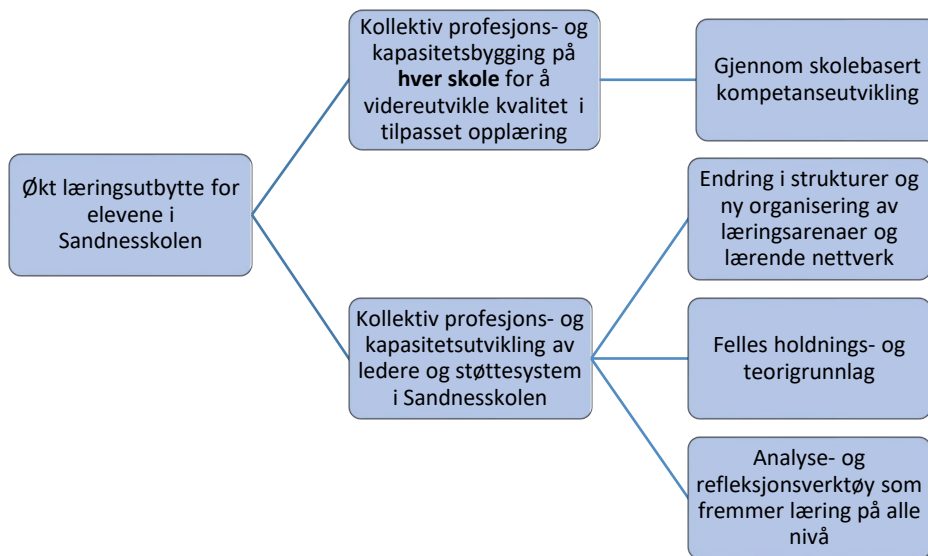 Økt læringsutbytte for
elevene i
Sandnesskolen
Kollektiv profesjons- og
kapasitetsbygging på
hver skole for å
videreutvikle kvalitet i
tilpasset opplæring
Gjennom skolebasert
kompetanseutvikling
Kollektiv profesjons- og
kapasitetsutvikling av
ledere og støttesystem
i Sandnesskolen
Endring i strukturer og
ny organisering av
læringsarenaer og
lærende nettverk
Felles holdnings- og
teorigrunnlag
Analyse- og
refleksjonsverktøy som
fremmer læring på alle
nivå